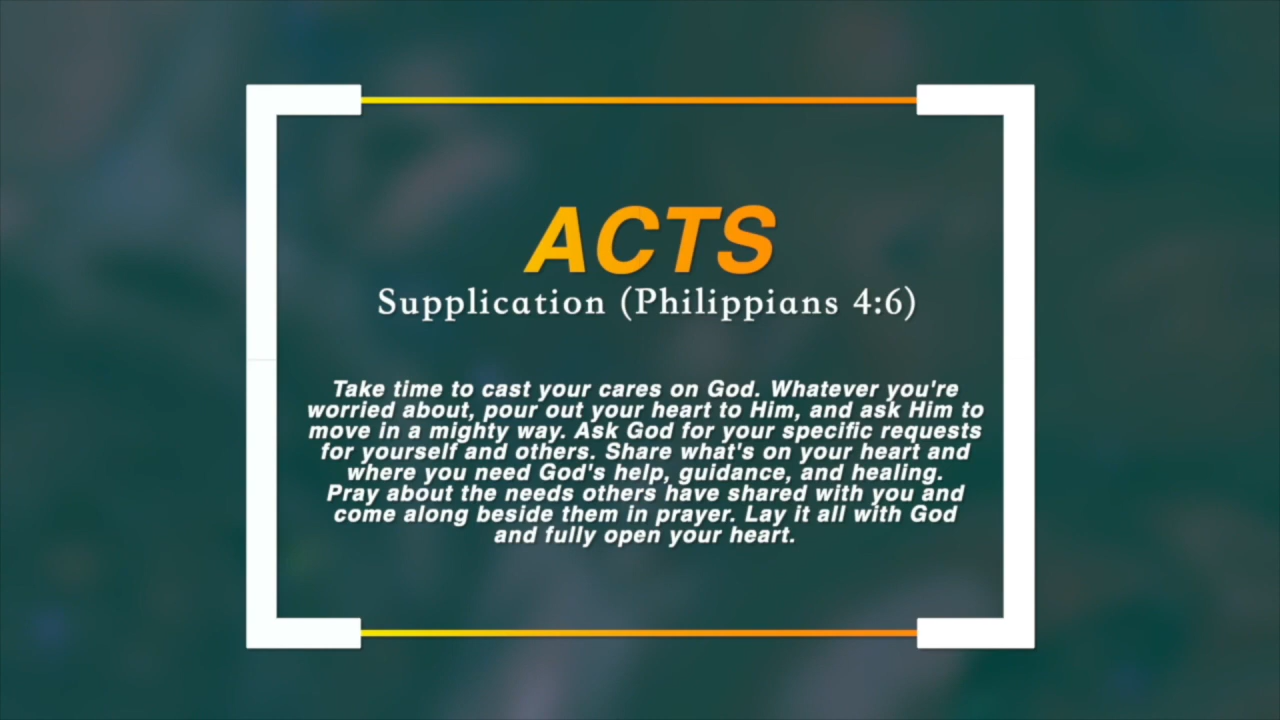 ACTS
Supplication (Philippians 4:6)
Take time to cast your cares on God. Whatever you're
worried about, pour out your heart to Him, and ask Him to
move in a mighty way. Ask God for your specific requests
for yourself and others. Share what's on your heart and
where you need God's help, guidance, and healing.
Pray about the needs others have shared with you and
come along beside them in prayer. Lay it all with God
and fully open your heart.